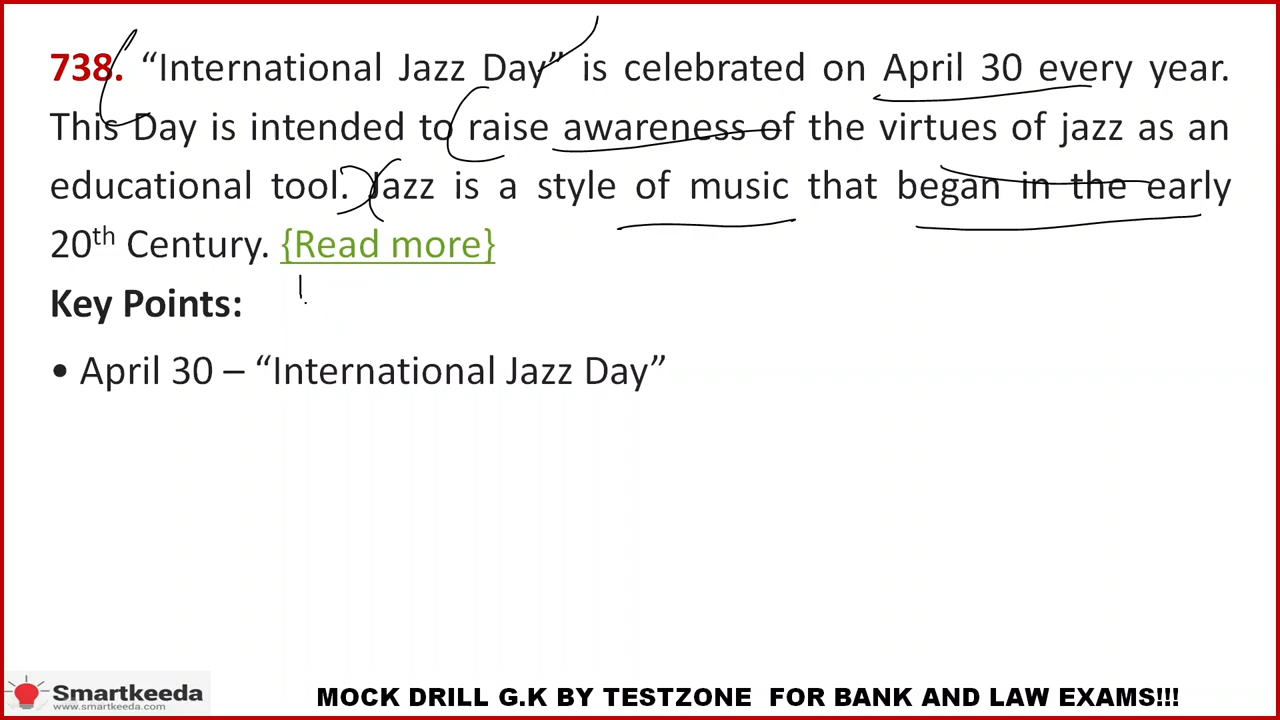 738. “International Jazz Day” is celebrated on April 30 every year.
This Day is intended to raise awareness of the virtues of jazz as an
educational tool. Jazz is a style of music that began in the early
20th Century. {Read more}
Key Points:
• April 30 – “International Jazz Day”
Smartkeeda
www.smartkeeda.com
MOCK DRILL G.K BY TESTZONE FOR BANK AND LAW EXAMS!!!